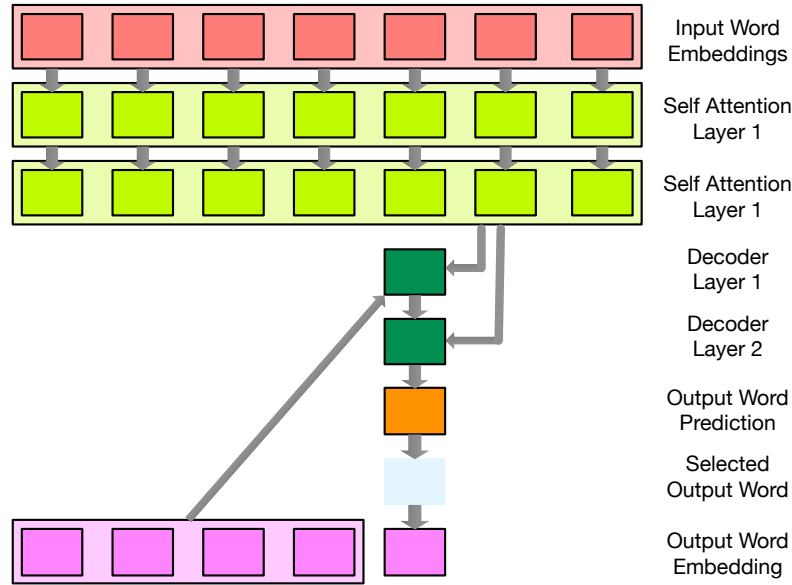 Input Word
Embeddings
Self Attention
Layer 1
Self Attention
Layer 1
Decoder
Layer 1
Decoder
Layer 2
Output Word
Prediction
Selected
Output Word
Output Word
Embedding